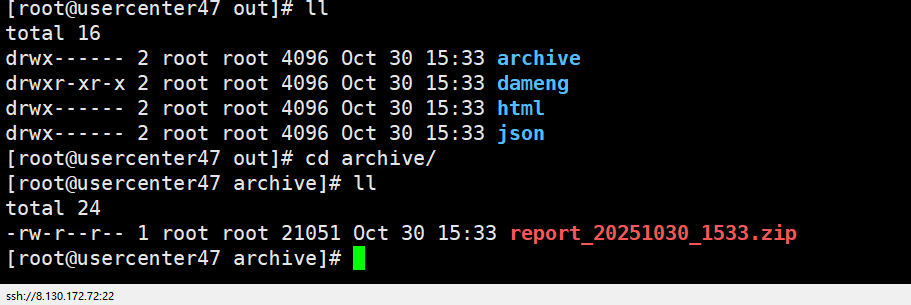 [root@usercenter47 out]# ll
total 16
drwx------ 2 root root 4096 Oct 30 15:33 archive
drwxr-xr-x 2 root root 4096 Oct 30 15:33 dameng
drwx------ 2 root root 4096 Oct 30 15:33 html
drwx------ 2 root root 4096 Oct 30 15:33 json
[root@usercenter47 out]# cd archive/
[root@usercenter47 archive]# ll
total 24
-rw-r--r-- 1 root root 21051 Oct 30 15:33 report_20251030_1533.zip
[root@usercenter47 archive]#
ssh://8.130.172.72:22